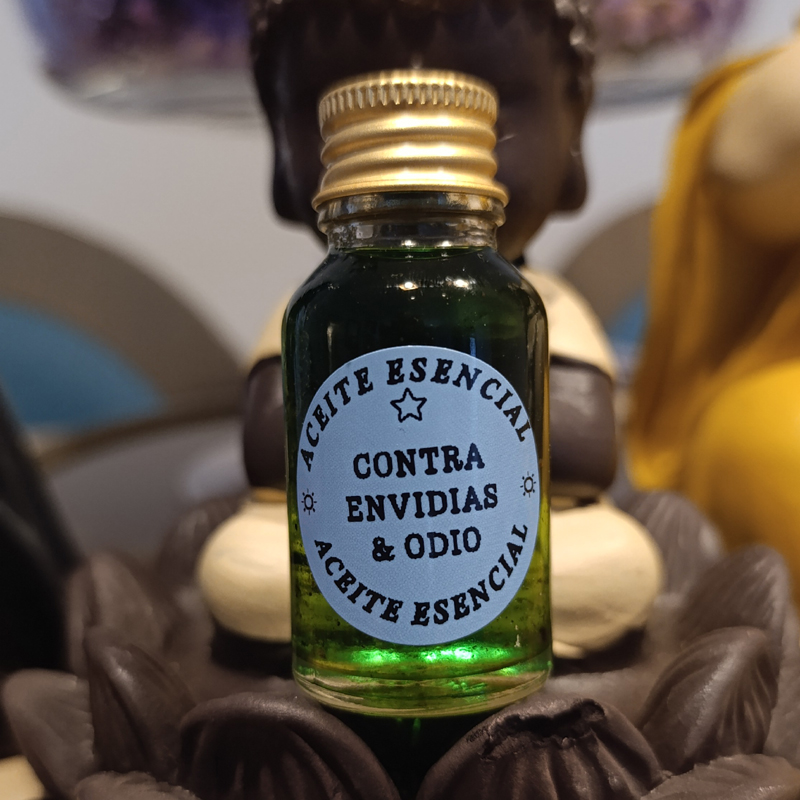 ACEITE ESENCIAL
CONTRA
ENVIDIAS
& ODIO
ACEITE ESENCIAL